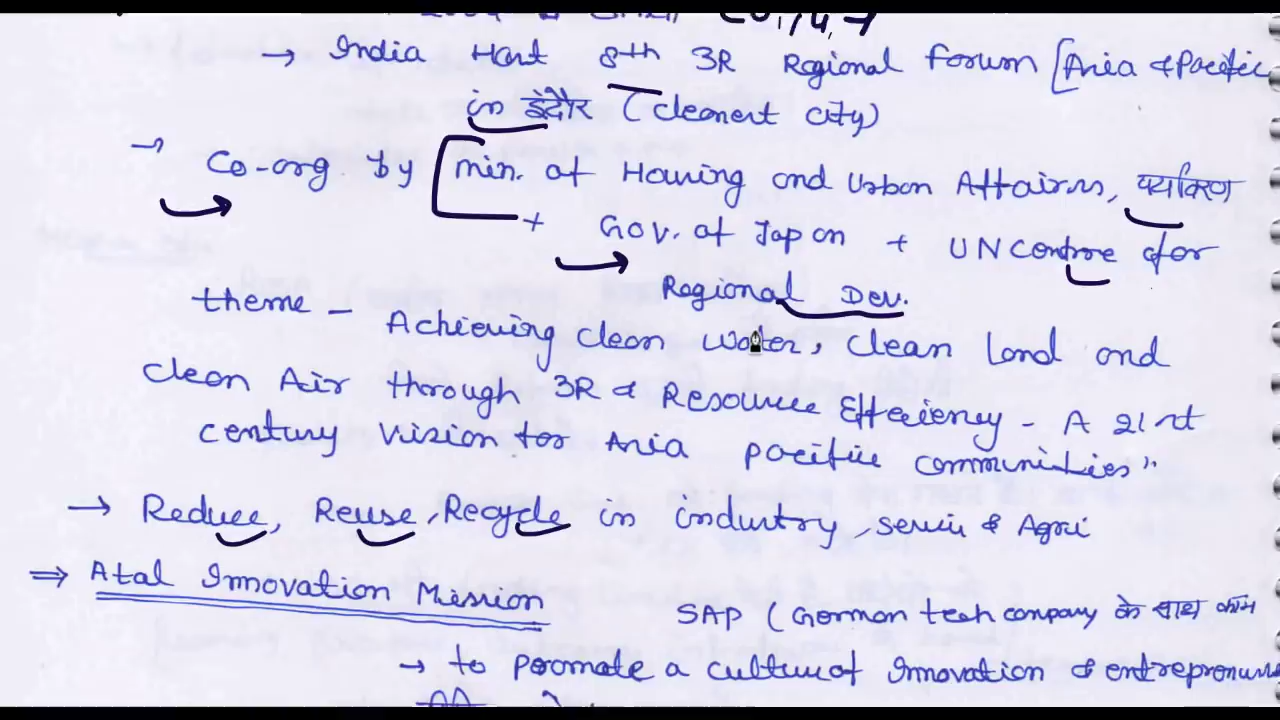 → India Host 8th 3R Regional Forum [Asia & Pacific
in इंदौर (cleanest city)
→ Co-org by [min. of Housing and Urban Affairs, पर्यावरण
+ Gov. of Japan + UN Centre for
Regional Dev.
theme - Achieving clean water, clean land and
clean Air through 3R & Resource Efficiency - A 21st
century vision for Asia pacific communities"
→ Reduce, Reuse, Recycle in industry, service & Agri
⇒ Atal Innovation Mission
SAP (German tech company के साथ काम
→ to promote a culture of innovation & entrepreneurs